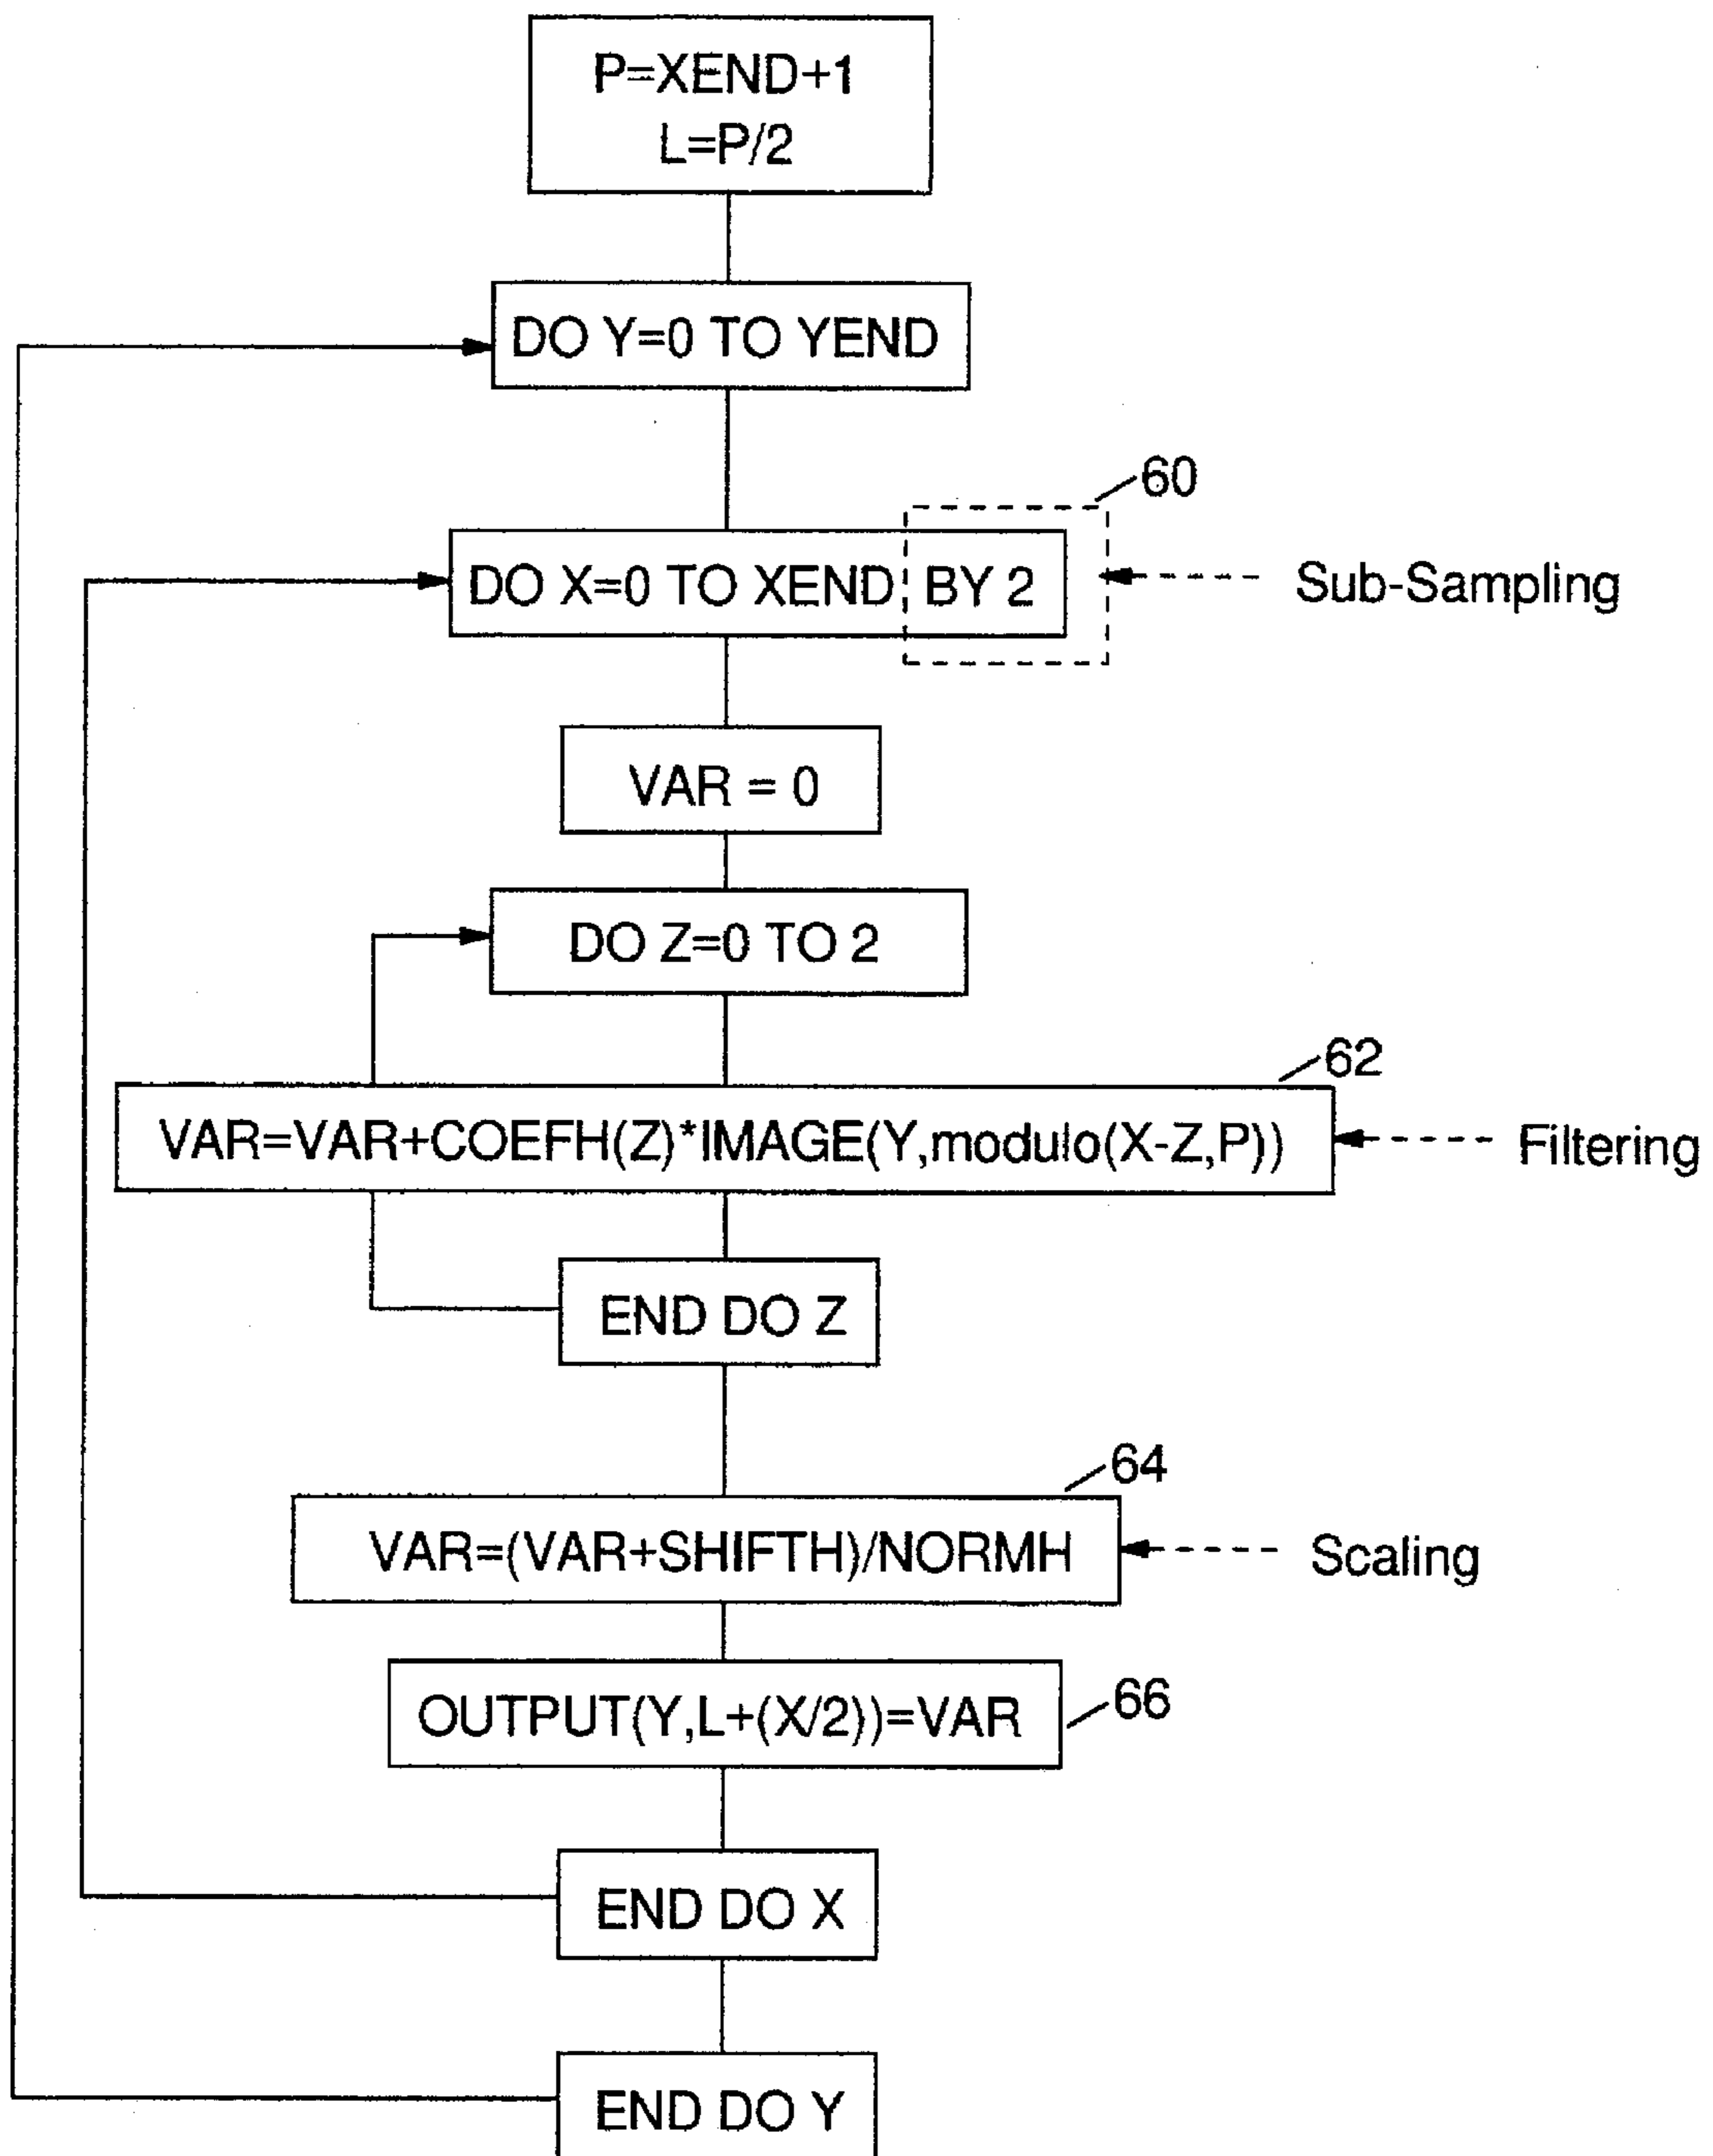 P=XEND+1
L=P/2
DO Y=0 TO YEND
60
DO X=0 TO XEND BY 2
Sub-Sampling
VAR = 0
DO Z=0 TO 2
62
VAR=VAR+COEFH(Z)*IMAGE(Y,modulo(X-Z,P))
Filtering
END DO Z
64
VAR=(VAR+SHIFTH)/NORMH
Scaling
OUTPUT(Y,L+(X/2))=VAR
66
END DO X
END DO Y